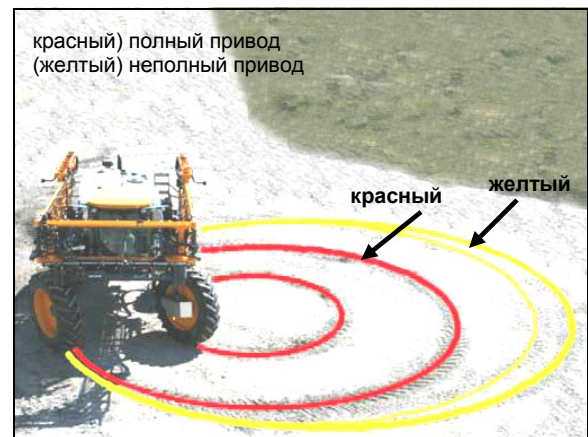 красный) полный привод
(желтый) неполный привод
красный
желтый